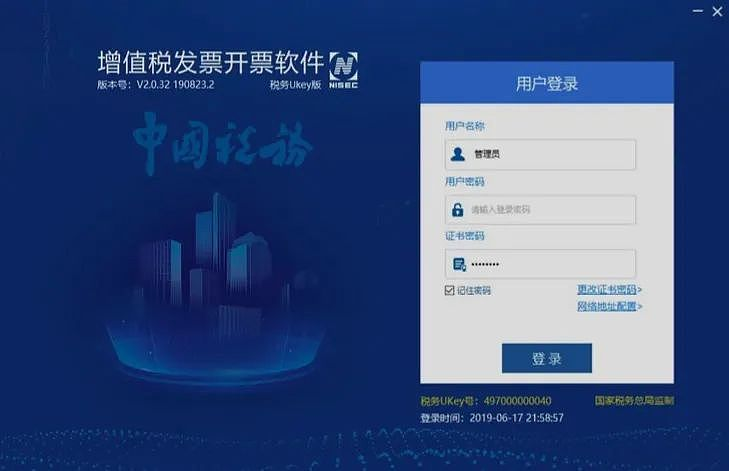 增值税发票开票软件
NISEC
版本号：V2.0.32 190823.2 税务Ukey版
中国税务
用户登录
用户名称
管理员
用户密码
请输入登录密码
证书密码
••••••••
记住密码 更改证书密码>
网络地址配置>
登录
税务UKey号：497000000040 国家税务总局监制
登录时间：2019-06-17 21:58:57